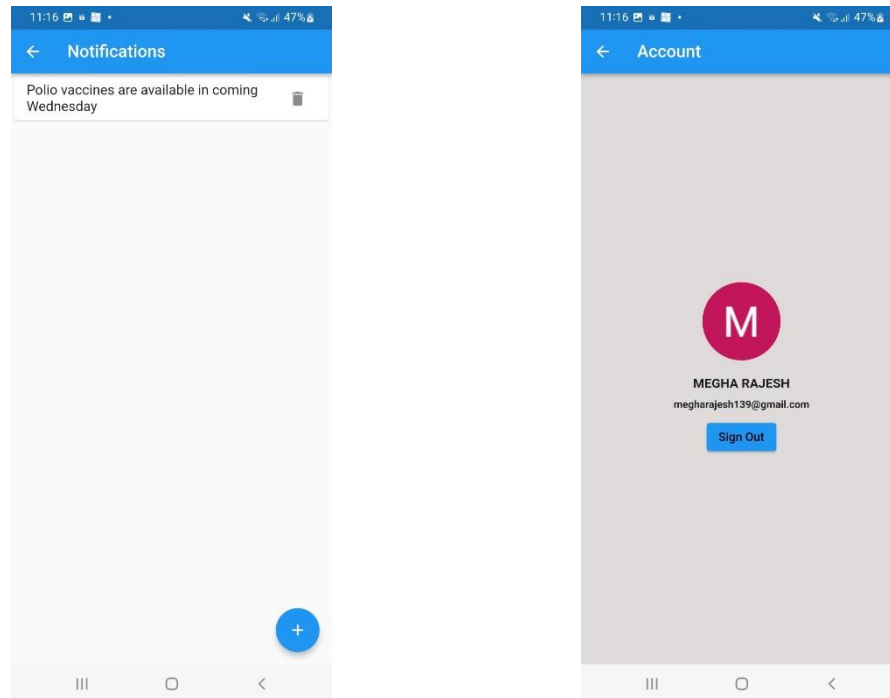 11:16
47%
Notifications
Polio vaccines are available in coming
Wednesday
+
11:16
47%
Account
M
MEGHA RAJESH
megharajesh139@gmail.com
Sign Out